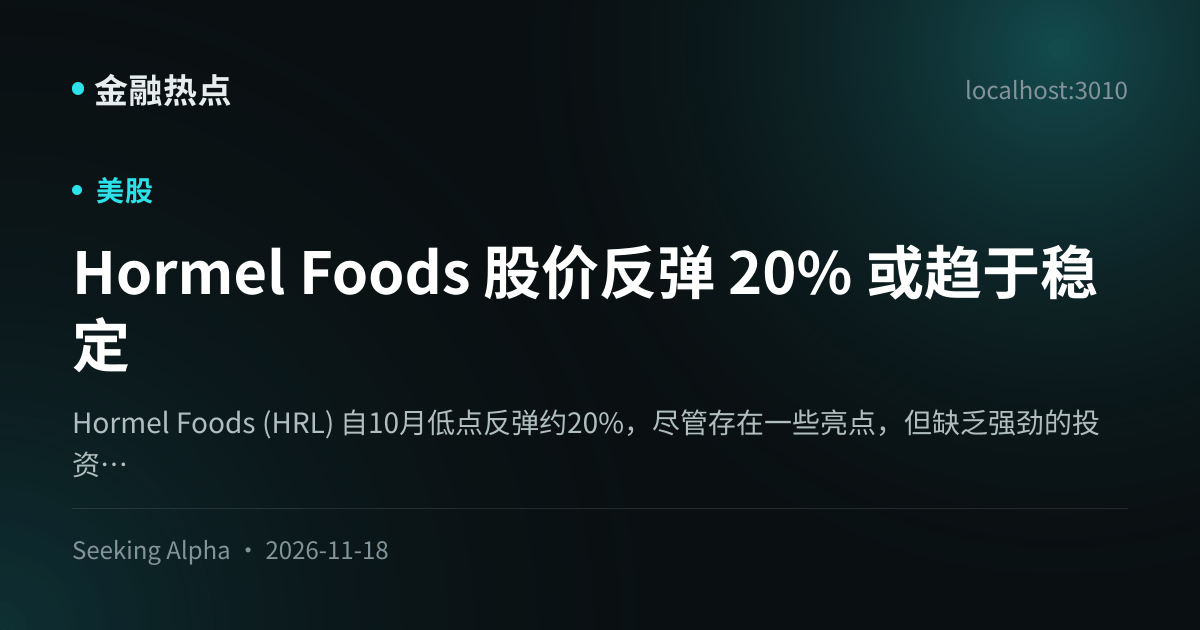 金融热点
localhost:3010
美股
Hormel Foods 股价反弹 20% 或趋于稳
定
Hormel Foods (HRL) 自10月低点反弹约20%，尽管存在一些亮点，但缺乏强劲的投
资…
Seeking Alpha · 2026-11-18